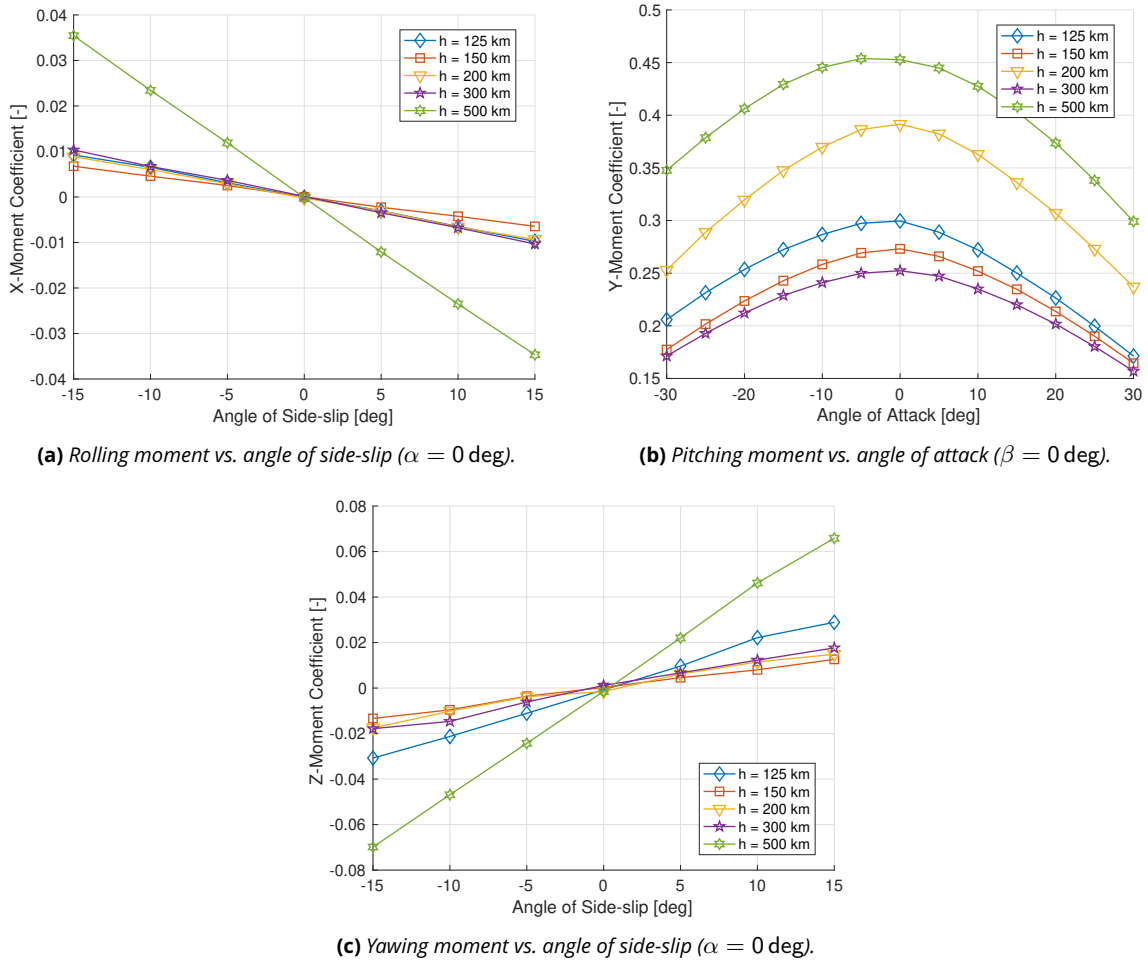 0.04
0.03
0.02
0.01
0
-0.01
-0.02
-0.03
-0.04
X-Moment Coefficient [-]
-15
-10
-5
0
5
10
15
Angle of Side-slip [deg]
h = 125 km
h = 150 km
h = 200 km
h = 300 km
h = 500 km
(a) Rolling moment vs. angle of side-slip (α = 0 deg).
0.5
0.45
0.4
0.35
0.3
0.25
0.2
0.15
Y-Moment Coefficient [-]
-30
-20
-10
0
10
20
30
Angle of Attack [deg]
h = 125 km
h = 150 km
h = 200 km
h = 300 km
h = 500 km
(b) Pitching moment vs. angle of attack (β = 0 deg).
0.08
0.06
0.04
0.02
0
-0.02
-0.04
-0.06
-0.08
Z-Moment Coefficient [-]
-15
-10
-5
0
5
10
15
Angle of Side-slip [deg]
h = 125 km
h = 150 km
h = 200 km
h = 300 km
h = 500 km
(c) Yawing moment vs. angle of side-slip (α = 0 deg).